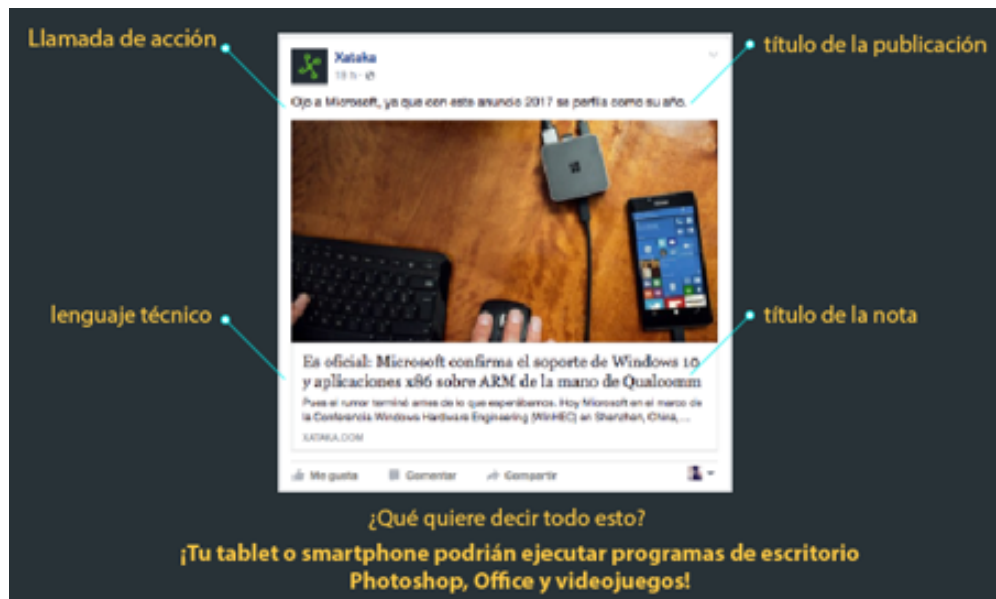 Llamada de acción
título de la publicación
Xataka
18 h
Ojo a Microsoft, ya que con este anuncio 2017 se perfila como su año.
lenguaje técnico
título de la nota
Es oficial: Microsoft confirma el soporte de Windows 10
y aplicaciones x86 sobre ARM de la mano de Qualcomm
Pues el rumor terminó antes de lo que esperábamos. Hoy Microsoft en el marco de
la Conferencia Windows Hardware Engineering (WinHEC) en Shenzhen, China, ...
XATAKA.COM
Me gusta Comentar Compartir
¿Qué quiere decir todo esto?
¡Tu tablet o smartphone podrían ejecutar programas de escritorio
Photoshop, Office y videojuegos!